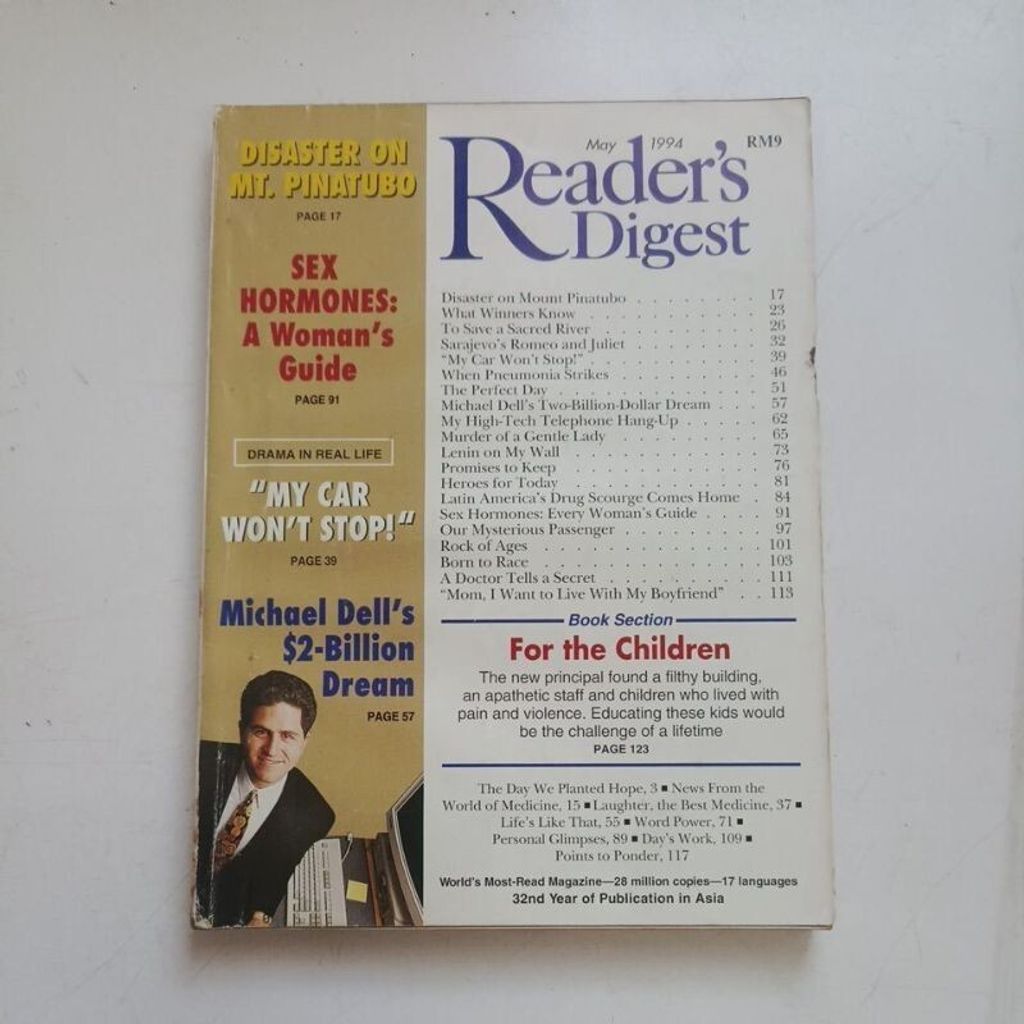 DISASTER ON
MT. PINATUBO
PAGE 17
SEX
HORMONES:
A Woman's
Guide
PAGE 91
DRAMA IN REAL LIFE
"MY CAR
WON'T STOP!"
PAGE 39
Michael Dell's
$2-Billion
Dream
PAGE 57
May 1994 RM9
Reader's
Digest
Disaster on Mount Pinatubo . . . . . . . . 17
What Winners Know . . . . . . . . . . . 23
To Save a Sacred River . . . . . . . . . . 26
Sarajevo's Romeo and Juliet . . . . . . . . 32
"My Car Won't Stop!" . . . . . . . . . . . 39
When Pneumonia Strikes . . . . . . . . . 46
The Perfect Day . . . . . . . . . . . . . 51
Michael Dell's Two-Billion-Dollar Dream . . . 57
My High-Tech Telephone Hang-Up . . . . . 62
Murder of a Gentle Lady . . . . . . . . . 65
Lenin on My Wall . . . . . . . . . . . . 73
Promises to Keep . . . . . . . . . . . . 76
Heroes for Today . . . . . . . . . . . . 81
Latin America's Drug Scourge Comes Home . 84
Sex Hormones: Every Woman's Guide . . . . 91
Our Mysterious Passenger . . . . . . . . . 97
Rock of Ages . . . . . . . . . . . . . . 101
Born to Race . . . . . . . . . . . . . . 103
A Doctor Tells a Secret . . . . . . . . . . 111
"Mom, I Want to Live With My Boyfriend" . . 113
Book Section
For the Children
The new principal found a filthy building,
an apathetic staff and children who lived with
pain and violence. Educating these kids would
be the challenge of a lifetime
PAGE 123
The Day We Planted Hope, 3 ■ News From the
World of Medicine, 15 ■ Laughter, the Best Medicine, 37 ■
Life's Like That, 55 ■ Word Power, 71 ■
Personal Glimpses, 89 ■ Day's Work, 109 ■
Points to Ponder, 117
World's Most-Read Magazine—28 million copies—17 languages
32nd Year of Publication in Asia